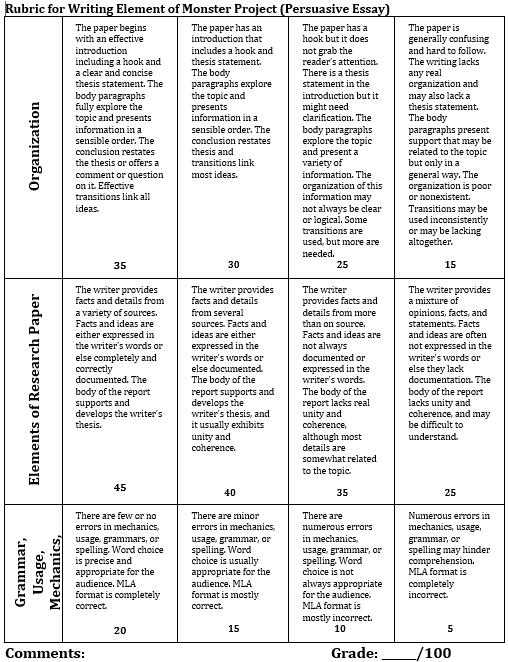 Rubric for Writing Element of Monster Project (Persuasive Essay)
Organization
The paper begins
with an effective
introduction
including a hook and
a clear and concise
thesis statement. The
body paragraphs
fully explore the
topic and presents
information in a
sensible order. The
conclusion restates
the thesis or offers a
comment or question
on it. Effective
transitions link all
ideas.
35
The paper has an
introduction that
includes a hook and
thesis statement.
The body
paragraphs explore
the topic and
presents
information in a
sensible order. The
conclusion restates
thesis and
transitions link
most ideas.
30
The paper has a
hook but it does
not grab the
reader's attention.
There is a thesis
statement in the
introduction but it
might need
clarification. The
body paragraphs
explore the topic
and present a
variety of
information. The
organization of this
information may
not always be clear
or logical. Some
transitions are
used, but more are
needed.
25
The paper is
generally confusing
and hard to follow.
The writing lacks
any real
organization and
may also lack a
thesis statement.
The body
paragraphs present
support that may be
related to the topic
but only in a
general way. The
organization is poor
or nonexistent.
Transitions may be
used inconsistently
or may be lacking
altogether.
15
Elements of Research Paper
The writer provides
facts and details from
a variety of sources.
Facts and ideas are
either expressed in
the writer's words or
else completely and
correctly
documented. The
body of the report
supports and
develops the writer's
thesis.
45
The writer provides
facts and details
from several
sources. Facts and
ideas are either
expressed in the
writer's words or
else documented.
The body of the
report supports and
develops the
writer's thesis, and
it usually exhibits
unity and
coherence.
40
The writer
provides facts and
details from more
than on source.
Facts and ideas are
not always
documented or
expressed in the
writer's words.
The body of the
report lacks real
unity and
coherence,
although most
details are
somewhat related
to the topic.
35
The writer provides
a mixture of
opinions, facts, and
statements. Facts
and ideas are often
not expressed in the
writer's words or
else they lack
documentation. The
body of the report
lacks unity and
coherence, and may
be difficult to
understand.
25
Grammar,
Usage,
Mechanics,
There are few or no
errors in mechanics,
usage, grammars, or
spelling. Word choice
is precise and
appropriate for the
audience. MLA
format is completely
correct.
20
There are minor
errors in mechanics,
usage, grammar, or
spelling. Word
choice is usually
appropriate for the
audience. MLA
format is mostly
correct.
15
There are
numerous errors
in mechanics,
usage, grammar, or
spelling. Word
choice is not
always appropriate
for the audience.
MLA format is
mostly incorrect.
10
Numerous errors in
mechanics, usage,
grammar, or
spelling may hinder
comprehension.
MLA format is
completely
incorrect.
5
Comments: Grade: ____/100